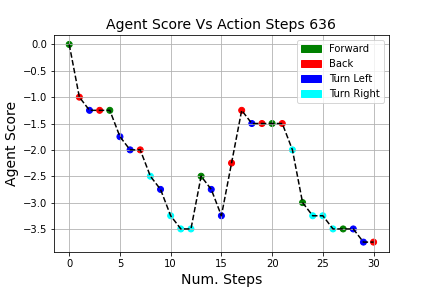 Agent Score Vs Action Steps 636
Agent Score
0.0
−0.5
−1.0
−1.5
−2.0
−2.5
−3.0
−3.5
Forward
Back
Turn Left
Turn Right
0 5 10 15 20 25 30
Num. Steps